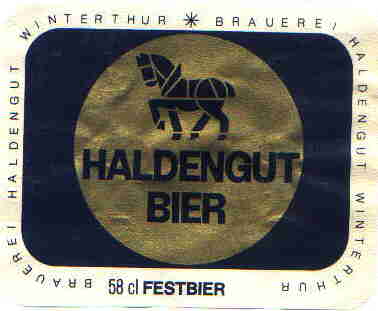 BRAUEREI HALDENGUT WINTERTHUR * BRAUEREI HALDENGUT WINTERTHUR
HALDENGUT
BIER
58 cl FESTBIER